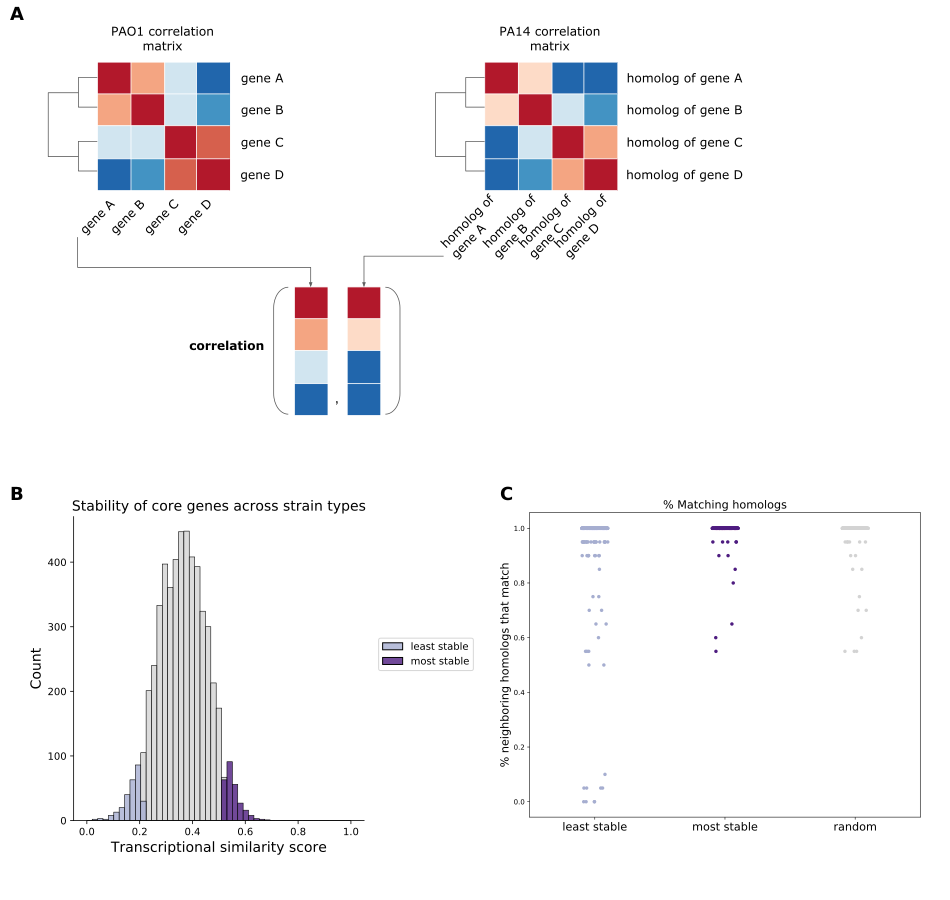 A
PAO1 correlation
matrix
gene A
gene B
gene C
gene D
gene A
gene B
gene C
gene D
PA14 correlation
matrix
homolog of gene A
homolog of gene B
homolog of gene C
homolog of gene D
homolog of
gene A
homolog of
gene B
homolog of
gene C
homolog of
gene D
correlation
,
B
Stability of core genes across strain types
Count
400
300
200
100
0
0.0 0.2 0.4 0.6 0.8 1.0
Transcriptional similarity score
least stable
most stable
C
% Matching homologs
% neighboring homologs that match
1.0
0.8
0.6
0.4
0.2
0.0
least stable most stable random